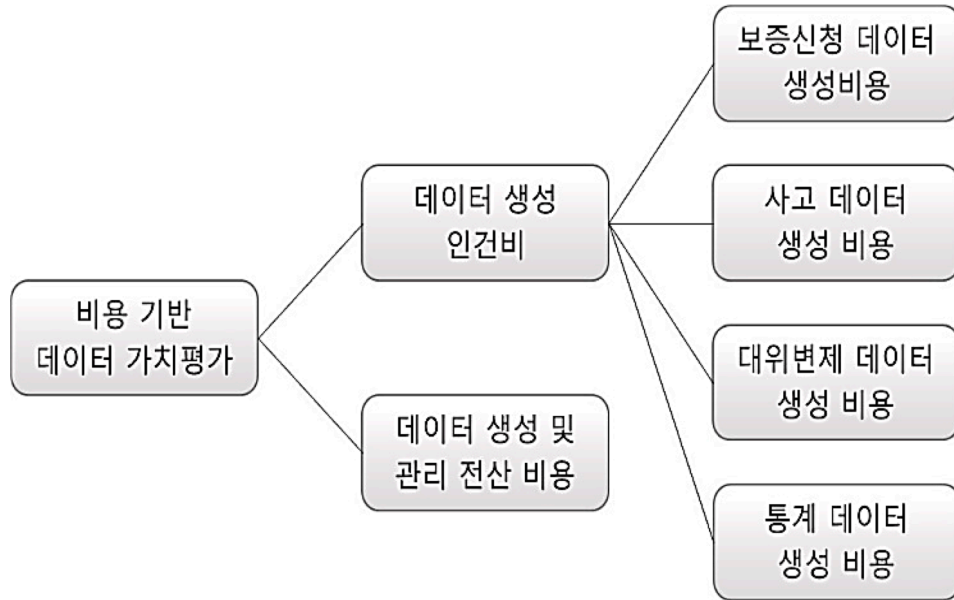 비용 기반
데이터 가치평가
데이터 생성
인건비
데이터 생성 및
관리 전산 비용
보증신청 데이터
생성비용
사고 데이터
생성 비용
대위변제 데이터
생성 비용
통계 데이터
생성 비용